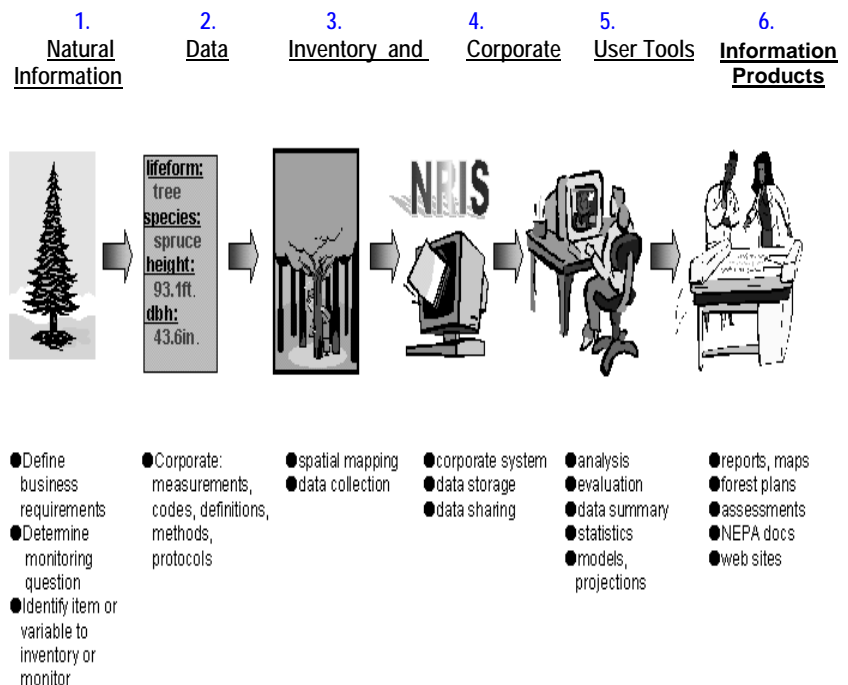 1.
Natural
Information
2.
Data
3.
Inventory and
4.
Corporate
5.
User Tools
6.
Information
Products
lifeform:
tree
species:
spruce
height:
93.1ft.
dbh:
43.6in.
NRIS
●Define
business
requirements
●Determine
monitoring
question
●Identify item or
variable to
inventory or
monitor
●Corporate:
measurements,
codes, definitions,
methods,
protocols
●spatial mapping
●data collection
●corporate system
●data storage
●data sharing
●analysis
●evaluation
●data summary
●statistics
●models,
projections
●reports, maps
●forest plans
●assessments
●NEPA docs
●web sites